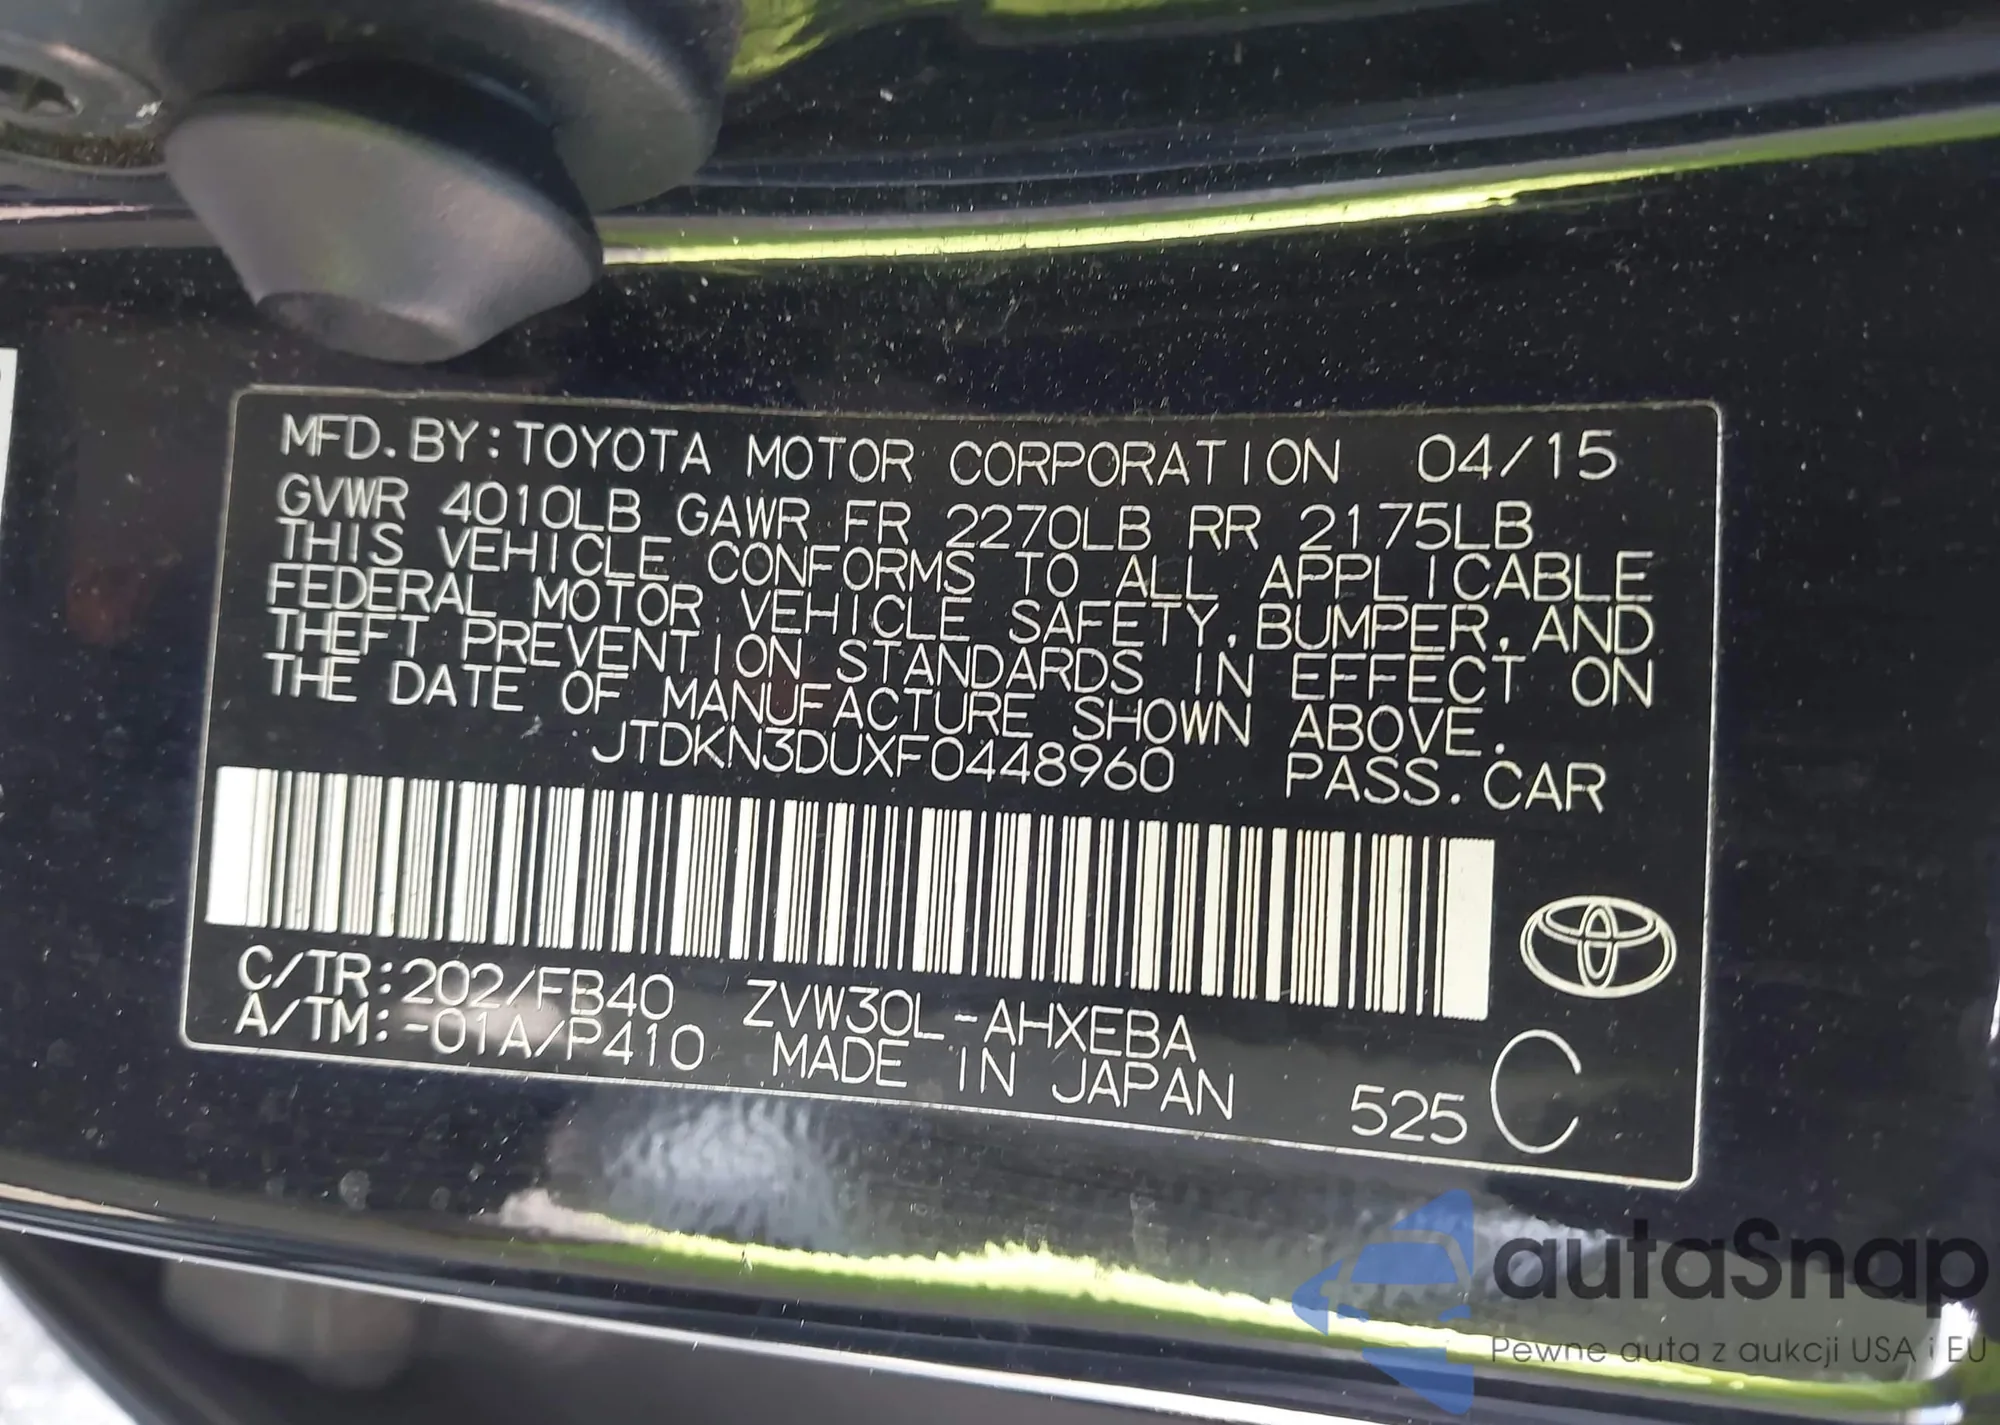 MFD. BY: TOYOTA MOTOR CORPORATION 04/15
GVWR 4010LB GAWR FR 2270LB RR 2175LB
THIS VEHICLE CONFORMS TO ALL APPLICABLE
FEDERAL MOTOR VEHICLE SAFETY, BUMPER, AND
THEFT PREVENTION STANDARDS IN EFFECT ON
THE DATE OF MANUFACTURE SHOWN ABOVE.
JTDKN3DUXF0448960 PASS. CAR
C/TR: 202/FB40 ZVW30L-AHXEBA
A/TM: -01A/P410 MADE IN JAPAN 525 C
autaSnap
Pewne auta z aukcji USA i EU